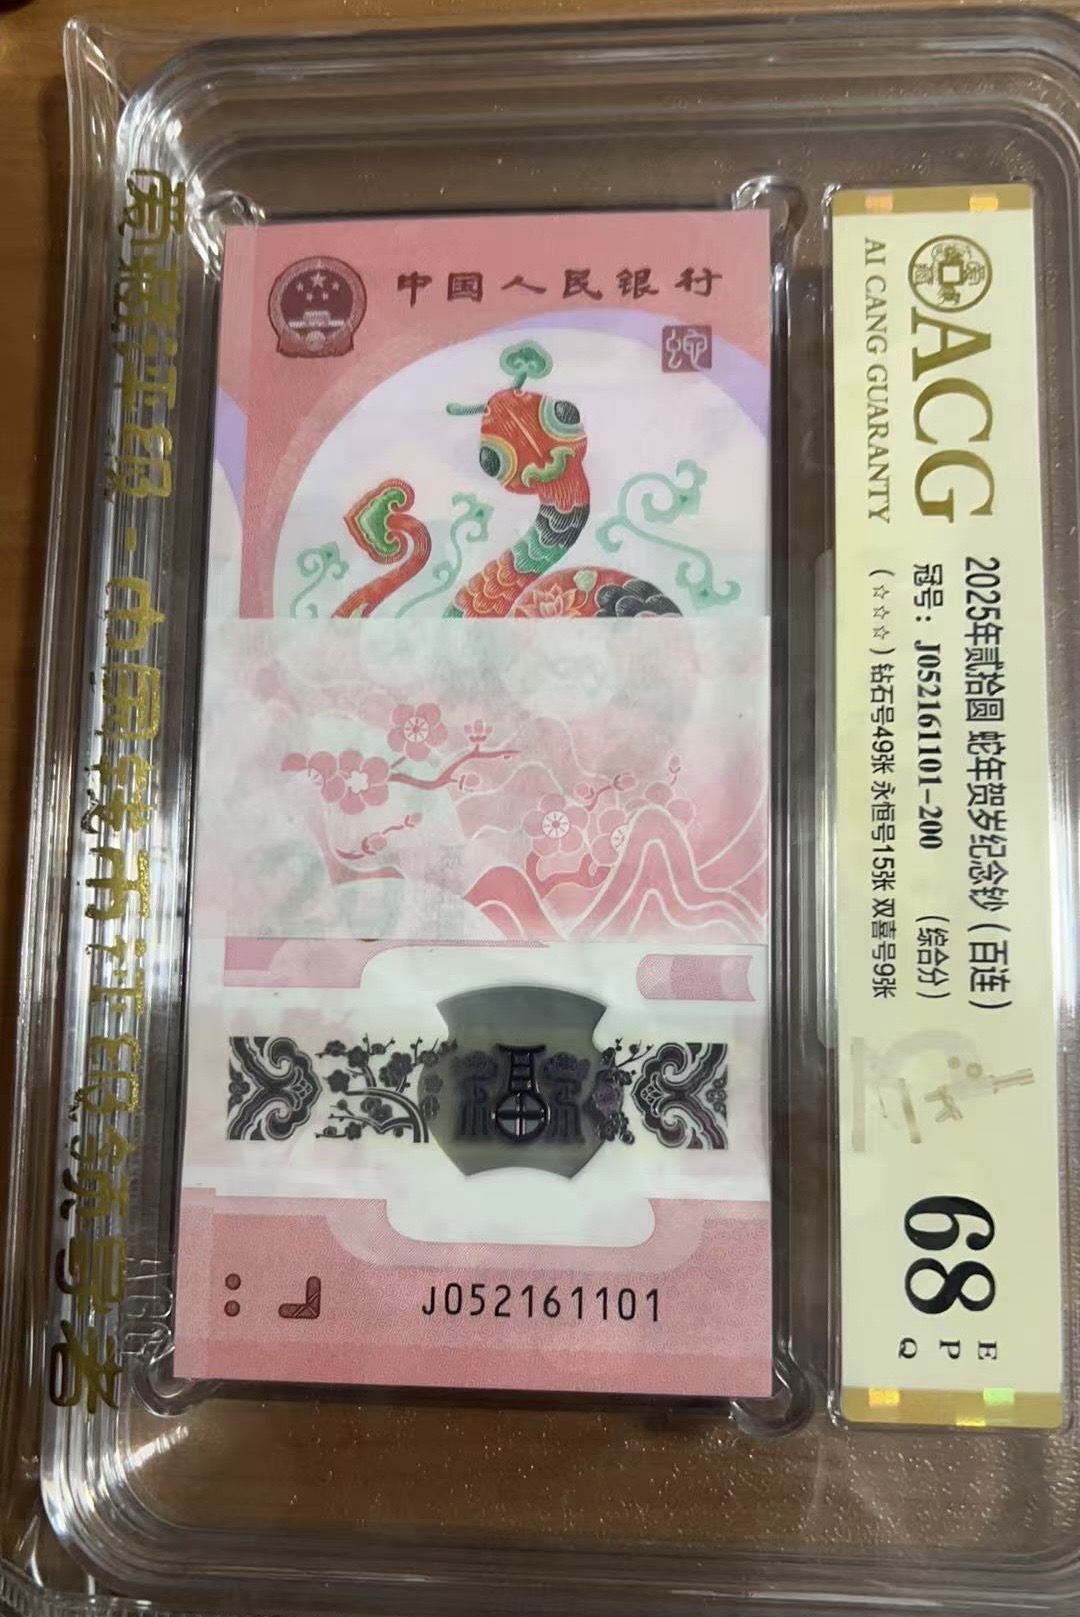 中国人民银行
蛇
J052161101
ACG
AI CANG GUARANTY
2025年贰拾圆 蛇年贺岁纪念钞（百连）
冠号：J052161101-200 （综合分）
（☆☆☆）钻石号49张 永恒号15张 双喜号9张
68
E
P
Q
爱藏评级-中国钱币评级领导者